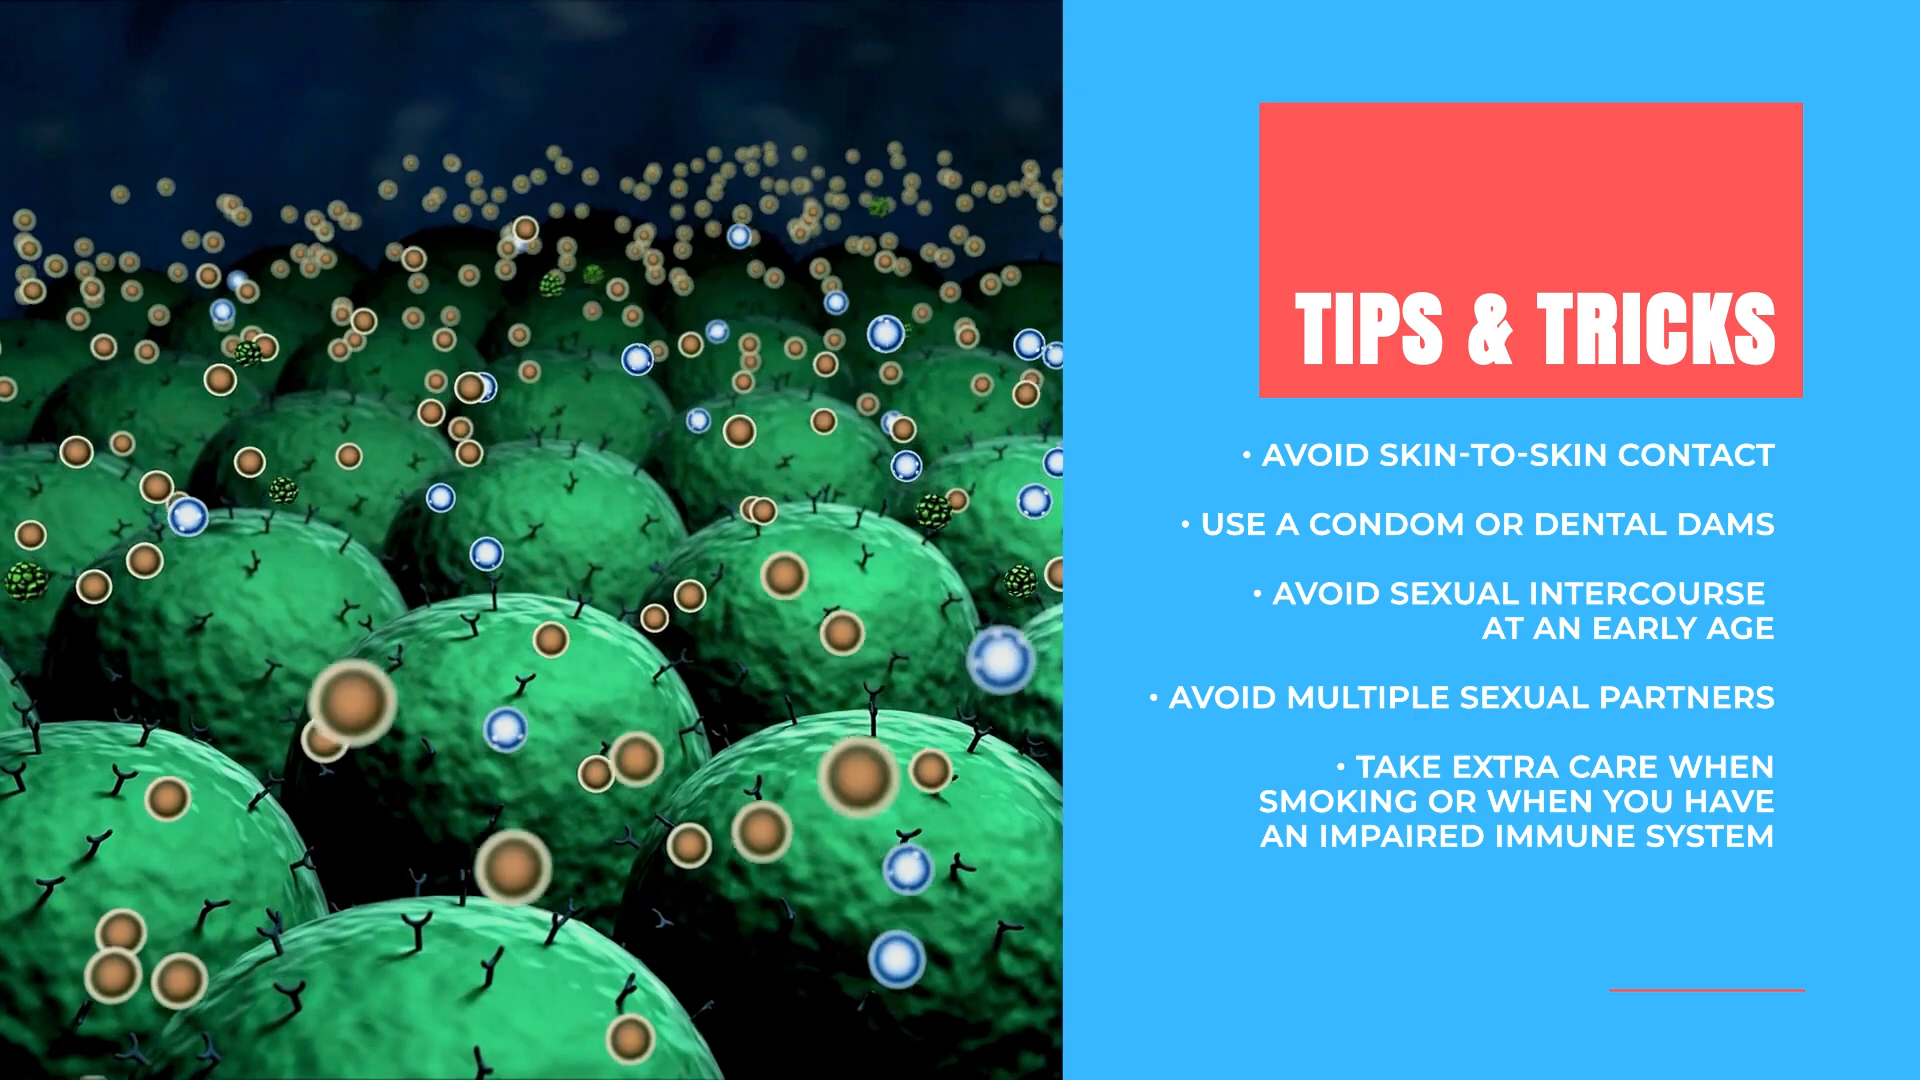 TIPS & TRICKS
• AVOID SKIN-TO-SKIN CONTACT
• USE A CONDOM OR DENTAL DAMS
• AVOID SEXUAL INTERCOURSE
AT AN EARLY AGE
• AVOID MULTIPLE SEXUAL PARTNERS
• TAKE EXTRA CARE WHEN
SMOKING OR WHEN YOU HAVE
AN IMPAIRED IMMUNE SYSTEM